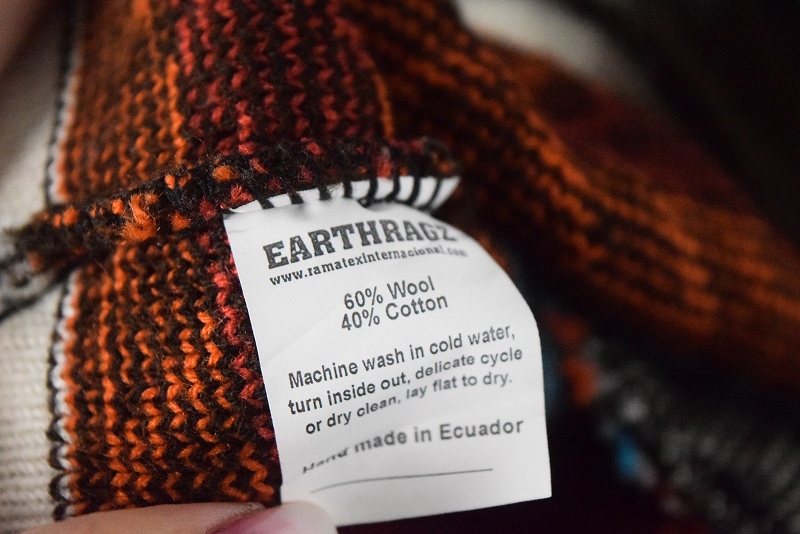 EARTHRAGZ
www.ramatexinternacional.com
60% Wool
40% Cotton
Machine wash in cold water,
turn inside out, delicate cycle
or dry clean, lay flat to dry.
Hand made in Ecuador